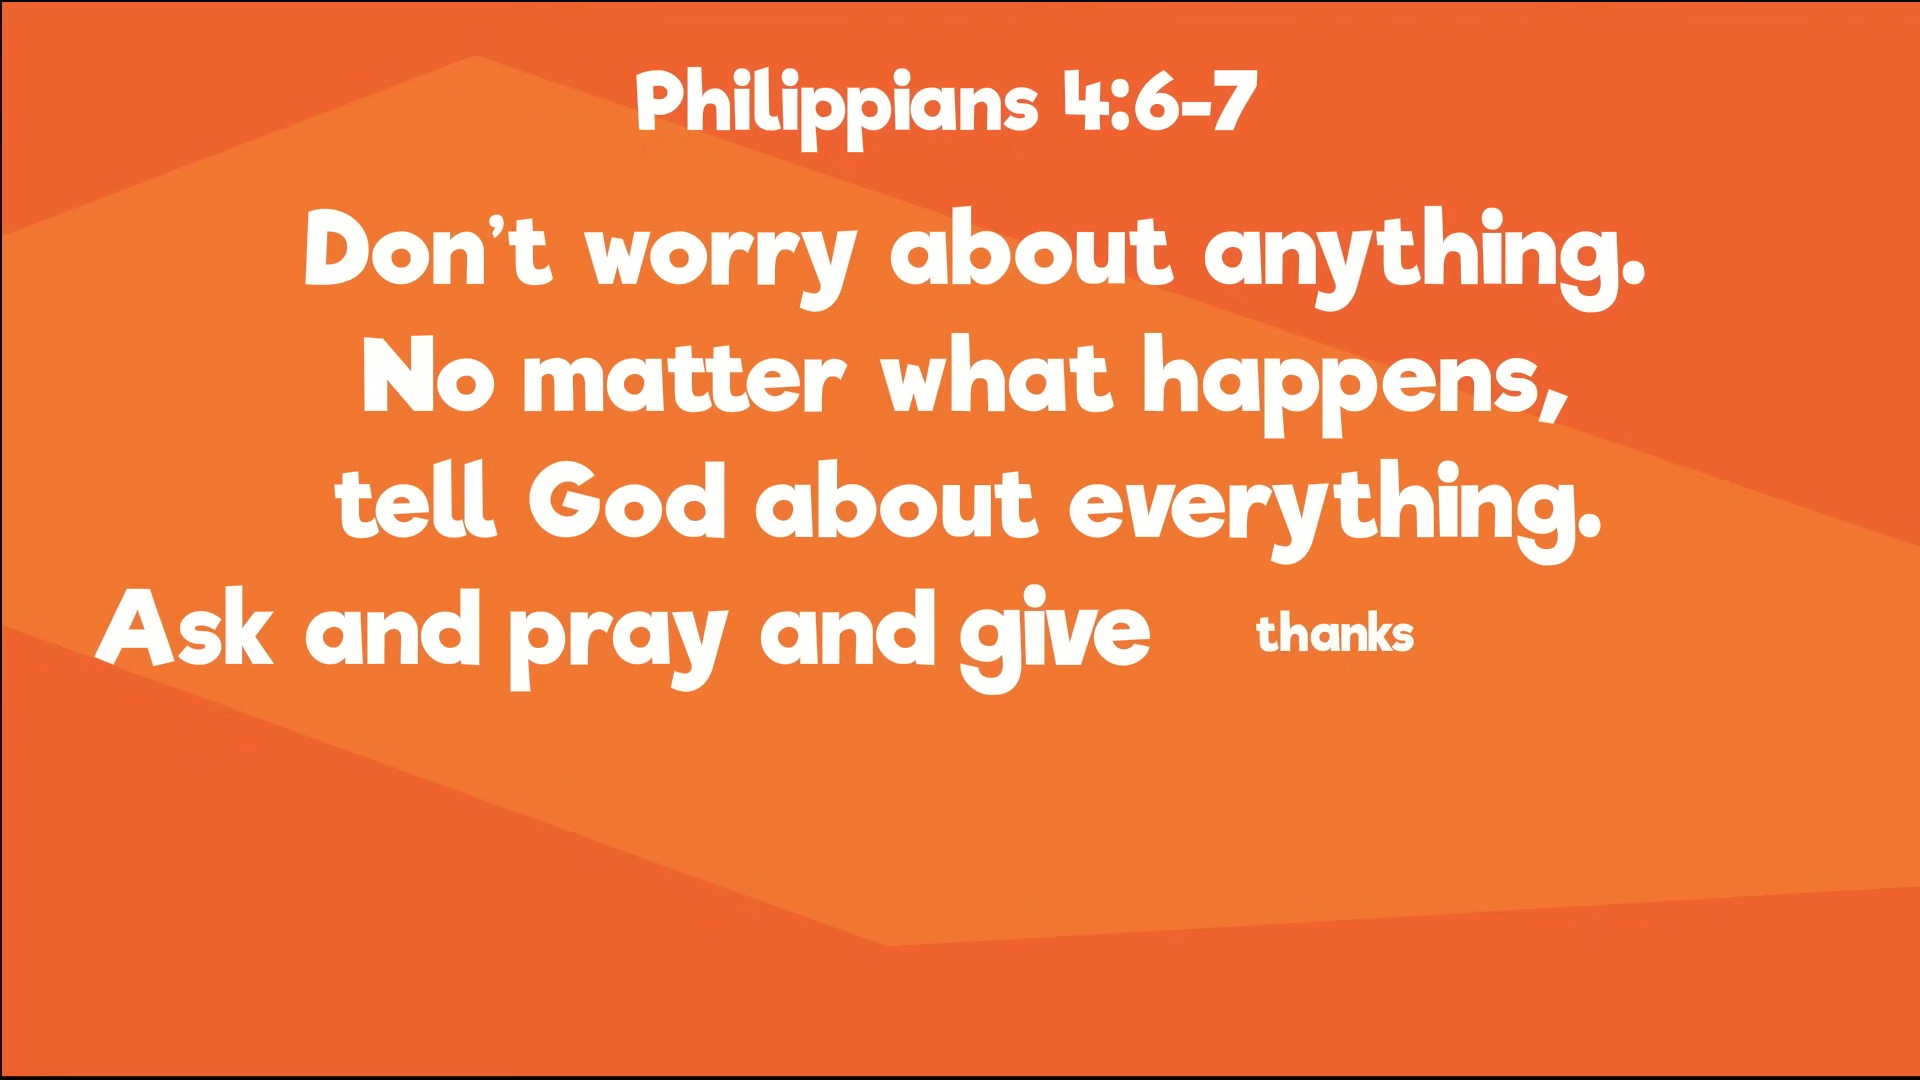 Philippians 4:6-7
Don't worry about anything.
No matter what happens,
tell God about everything.
Ask and pray and give thanks